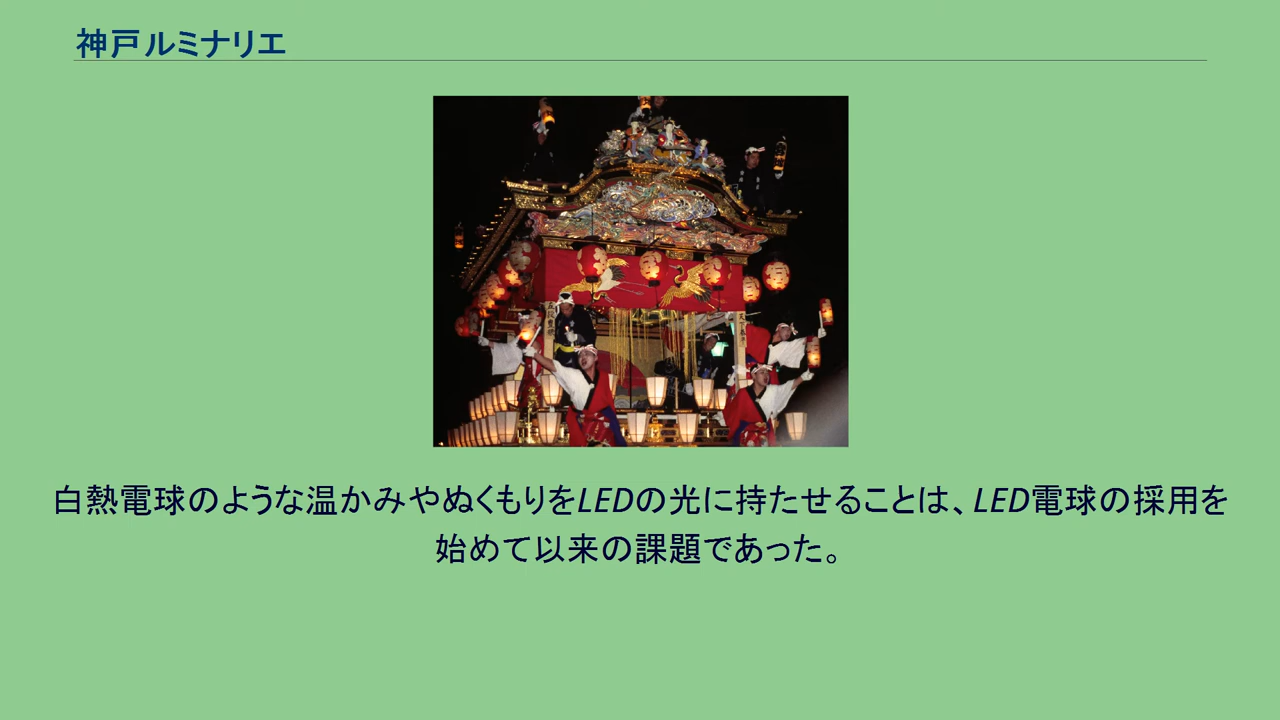 神戸ルミナリエ
白熱電球のような温かみやぬくもりをLEDの光に持たせることは、LED電球の採用を
始めて以来の課題であった。